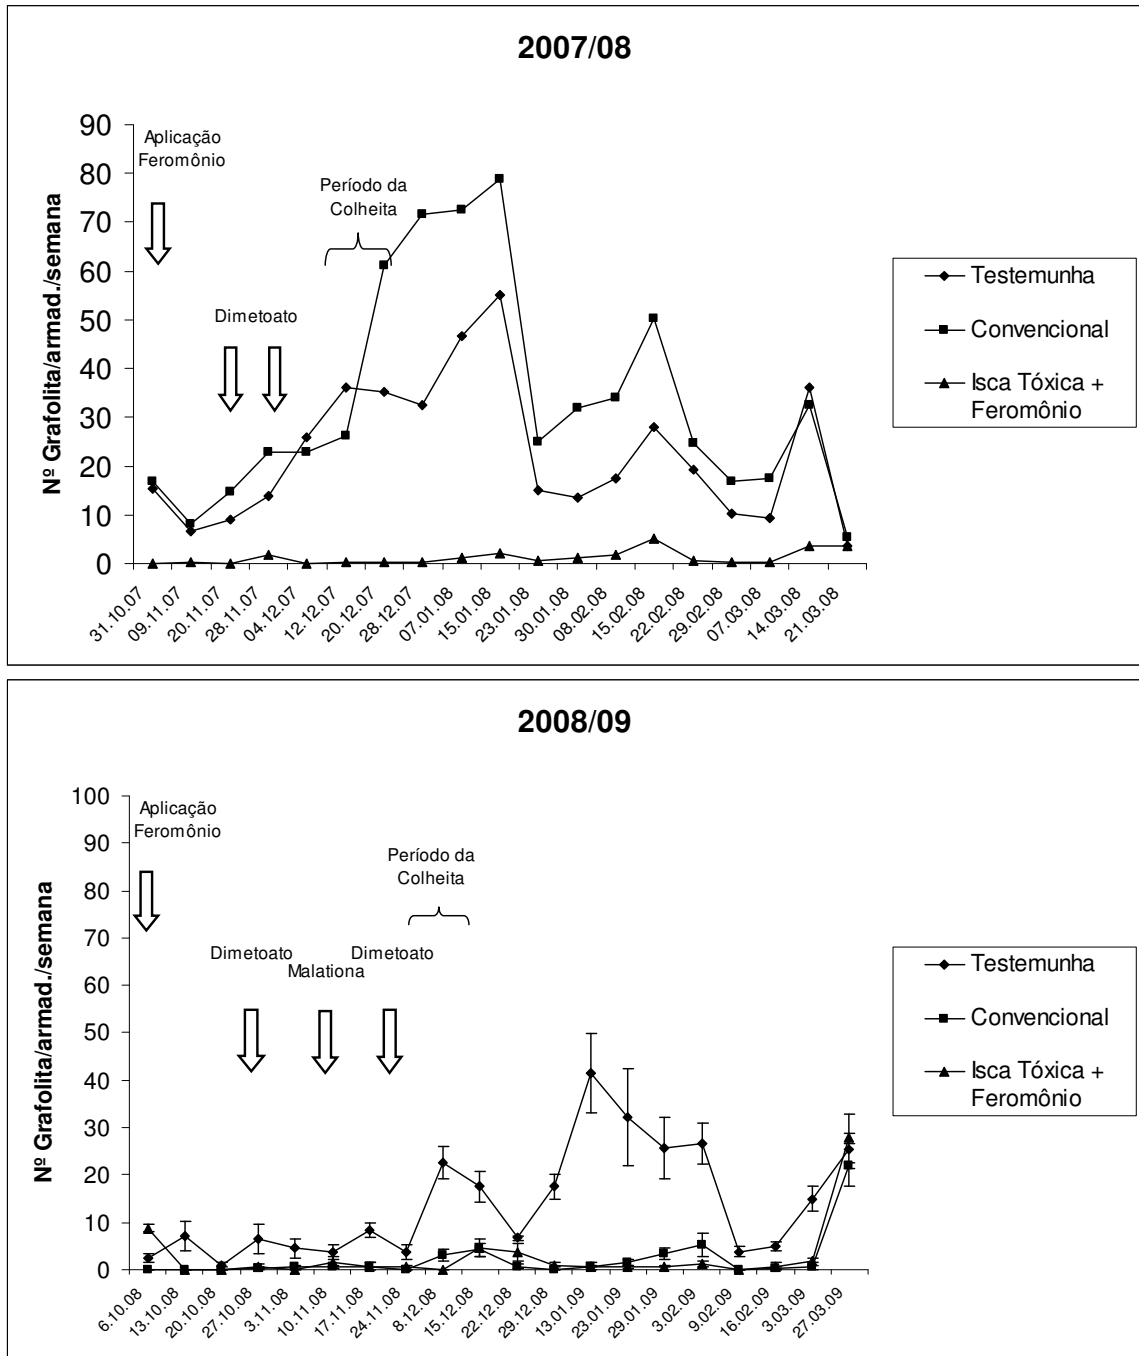 2007/08
90
80
70
60
50
40
30
20
10
0
Nº Grafolita/armad./semana
Aplicação
Feromônio
Dimetoato
Período da
Colheita
31.10.07
09.11.07
20.11.07
28.11.07
04.12.07
12.12.07
20.12.07
28.12.07
07.01.08
15.01.08
23.01.08
30.01.08
08.02.08
15.02.08
22.02.08
29.02.08
07.03.08
14.03.08
21.03.08
Testemunha
Convencional
Isca Tóxica +
Feromônio
2008/09
100
90
80
70
60
50
40
30
20
10
0
Nº Grafolita/armad./semana
Aplicação
Feromônio
Dimetoato
Malationa
Dimetoato
Período da
Colheita
6.10.08
13.10.08
20.10.08
27.10.08
3.11.08
10.11.08
17.11.08
24.11.08
8.12.08
15.12.08
22.12.08
29.12.08
13.01.09
23.01.09
29.01.09
3.02.09
9.02.09
16.02.09
3.03.09
27.03.09
Testemunha
Convencional
Isca Tóxica +
Feromônio